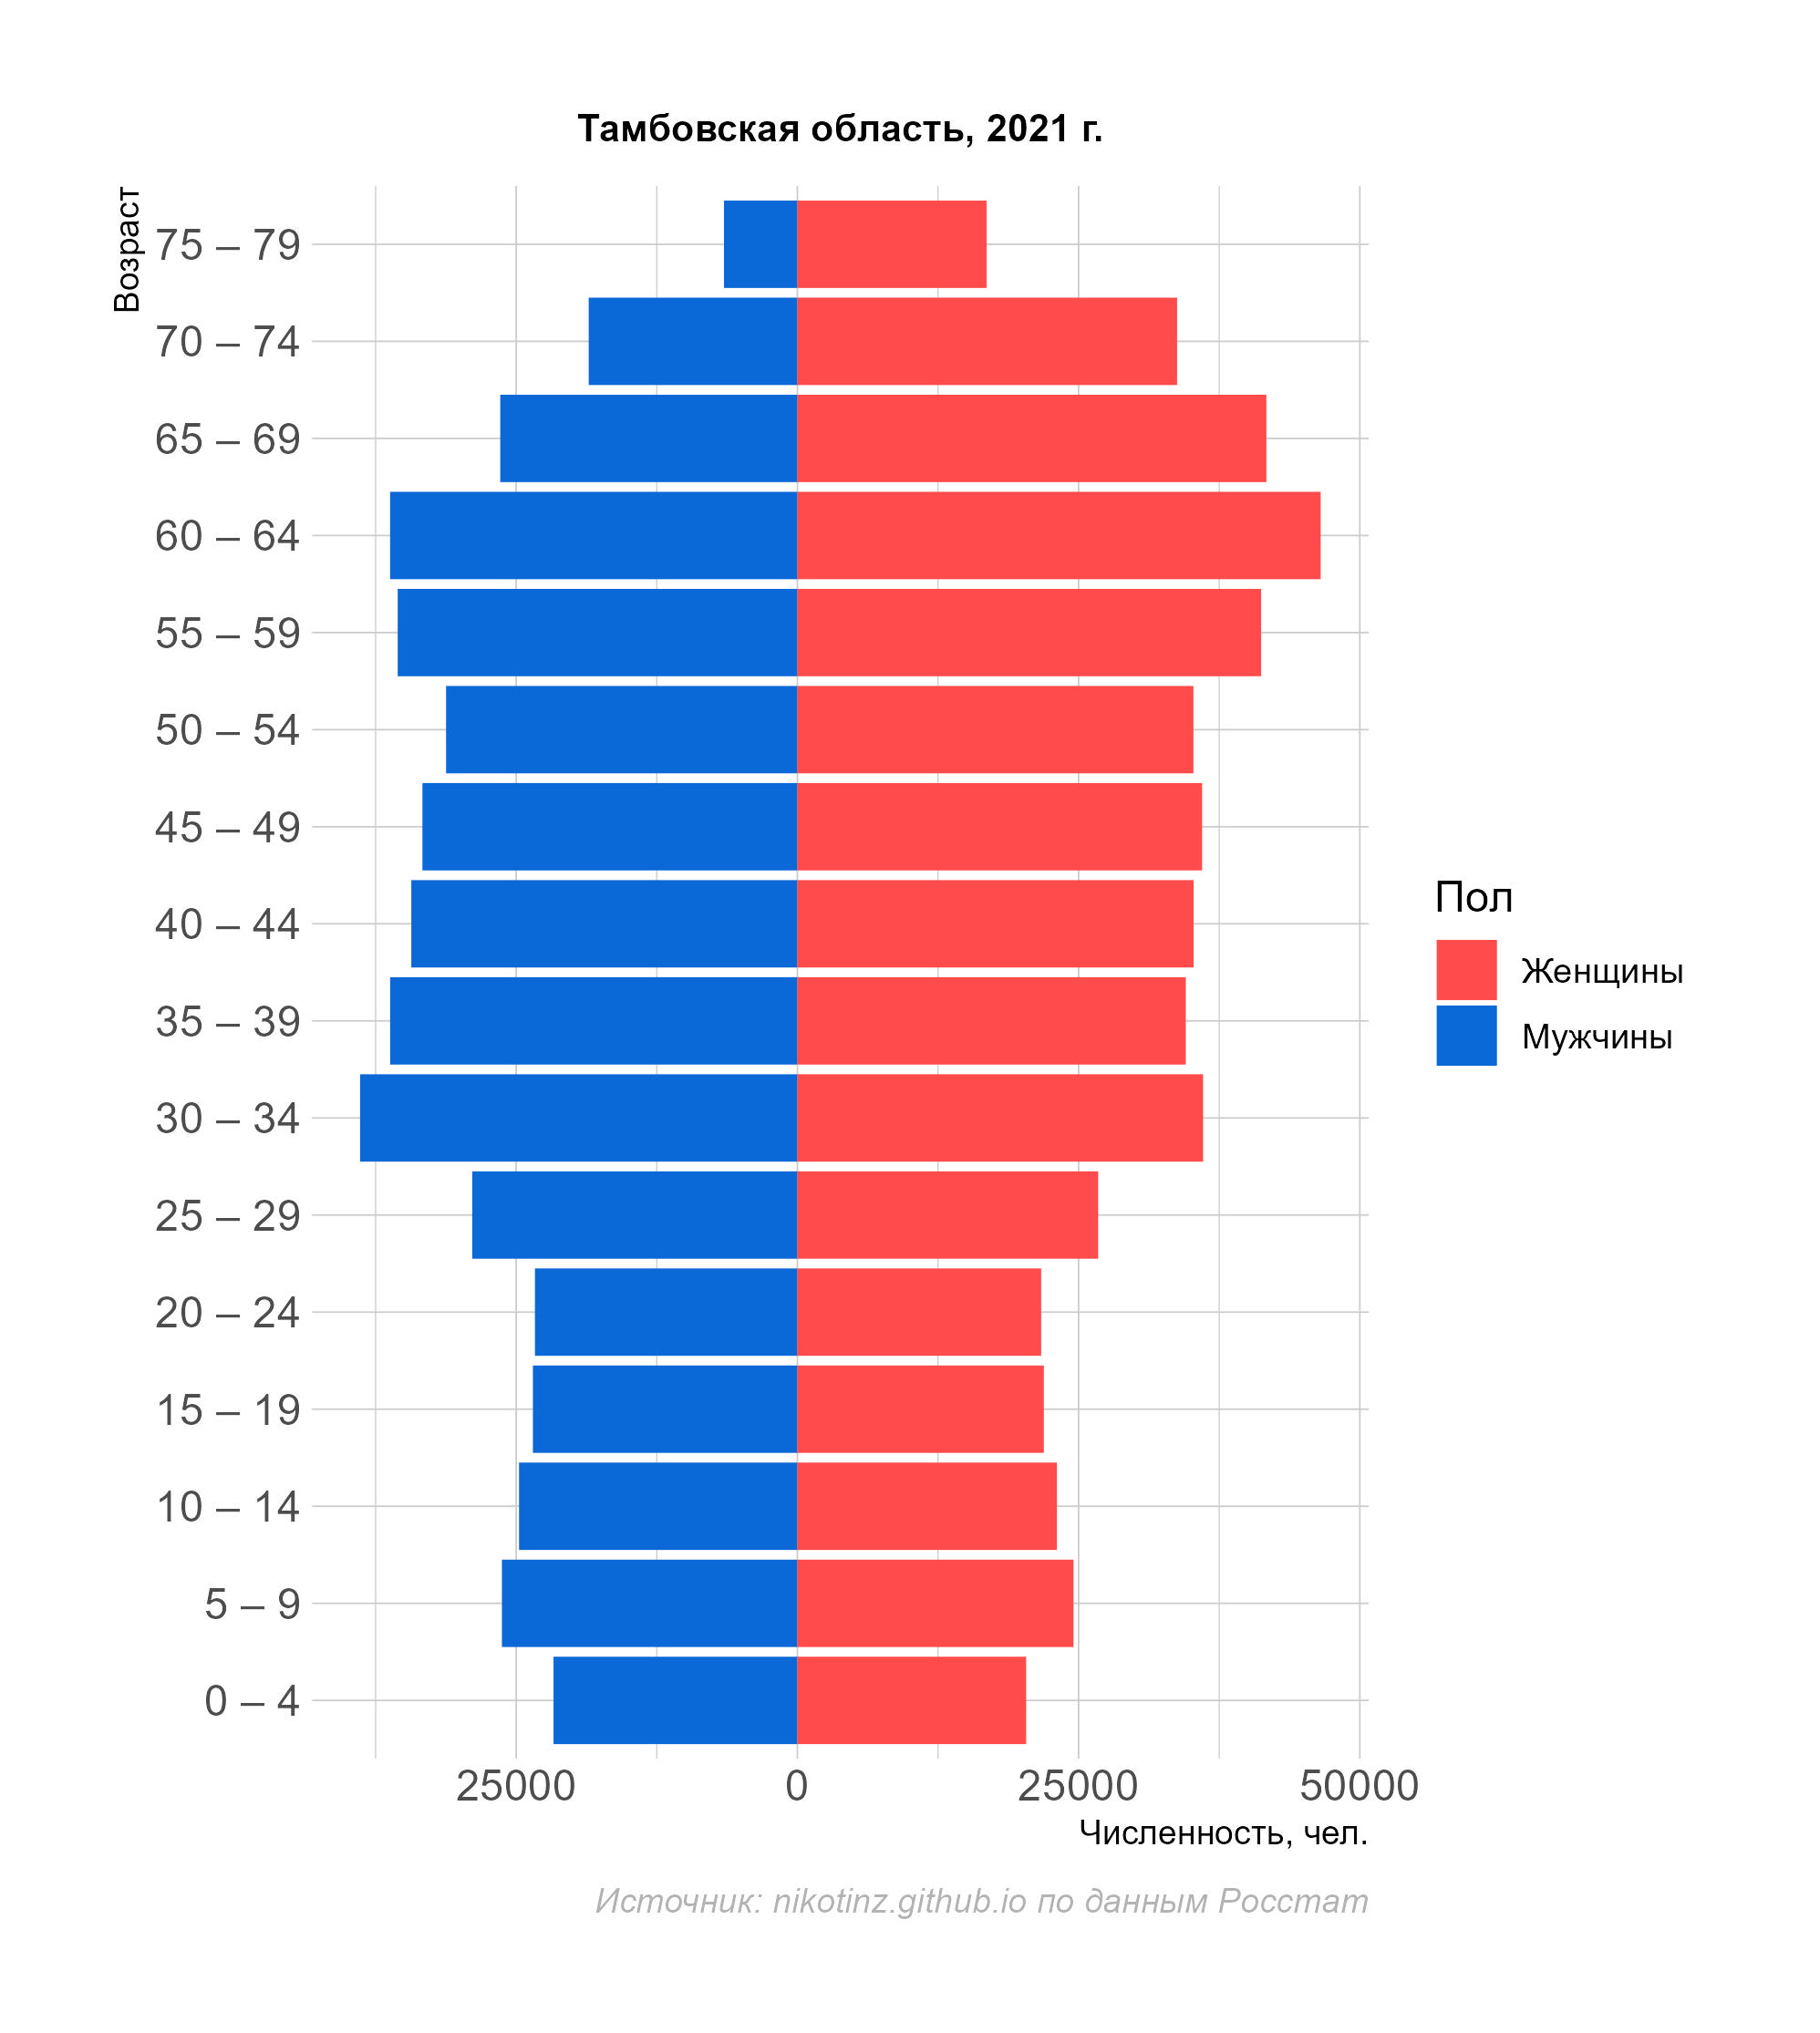 Тамбовская область, 2021 г.
Возраст
75 – 79
70 – 74
65 – 69
60 – 64
55 – 59
50 – 54
45 – 49
40 – 44
35 – 39
30 – 34
25 – 29
20 – 24
15 – 19
10 – 14
5 – 9
0 – 4
25000 0 25000 50000
Численность, чел.
Пол
Женщины
Мужчины
Источник: nikotinz.github.io по данным Росстат